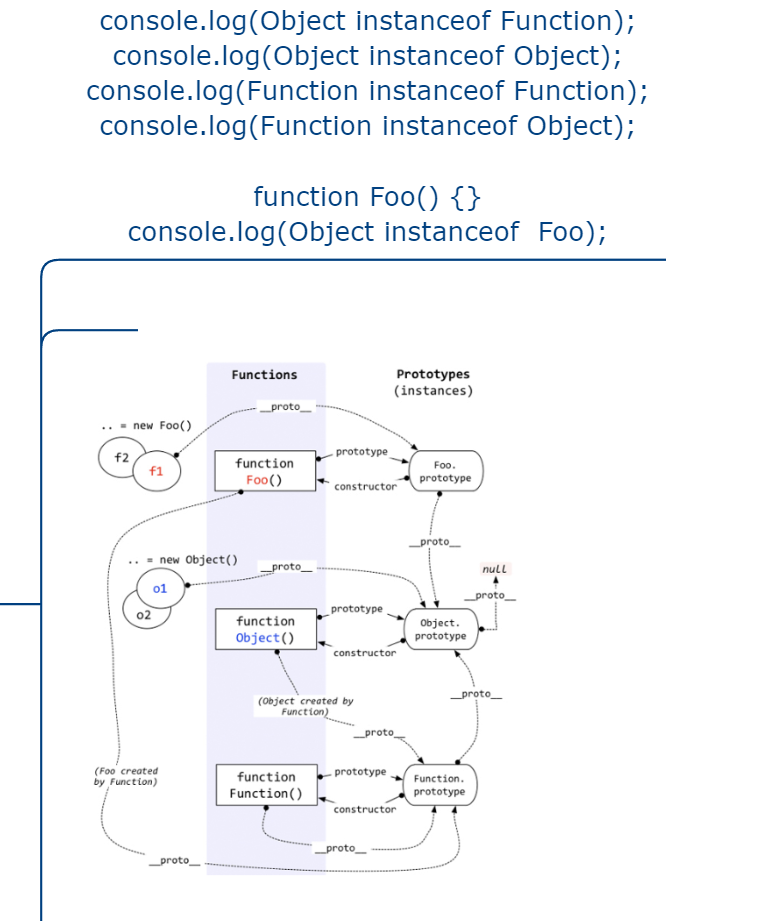 console.log(Object instanceof Function);
console.log(Object instanceof Object);
console.log(Function instanceof Function);
console.log(Function instanceof Object);
function Foo() {}
console.log(Object instanceof  Foo);
Functions
Prototypes
(instances)
__proto__
.. = new Foo()
f2
f1
function
Foo()
prototype
constructor
Foo.
prototype
__proto__
.. = new Object()
__proto__
null
__proto__
o1
o2
function
Object()
prototype
constructor
Object.
prototype
__proto__
(Object created by
Function)
__proto__
(Foo created
by Function)
function
Function()
prototype
constructor
Function.
prototype
__proto__
__proto__